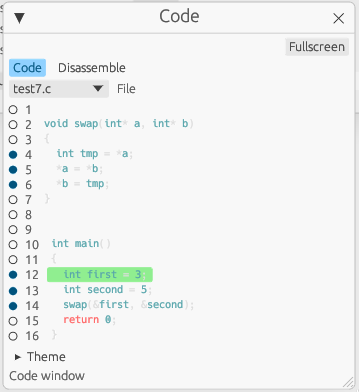 Code
Fullscreen
Code Disassemble
test7.c File
1
2 void swap(int* a, int* b)
3 {
4 int tmp = *a;
5 *a = *b;
6 *b = tmp;
7 }
8
9
10 int main()
11 {
12 int first = 3;
13 int second = 5;
14 swap(&first, &second);
15 return 0;
16 }
Theme
Code window